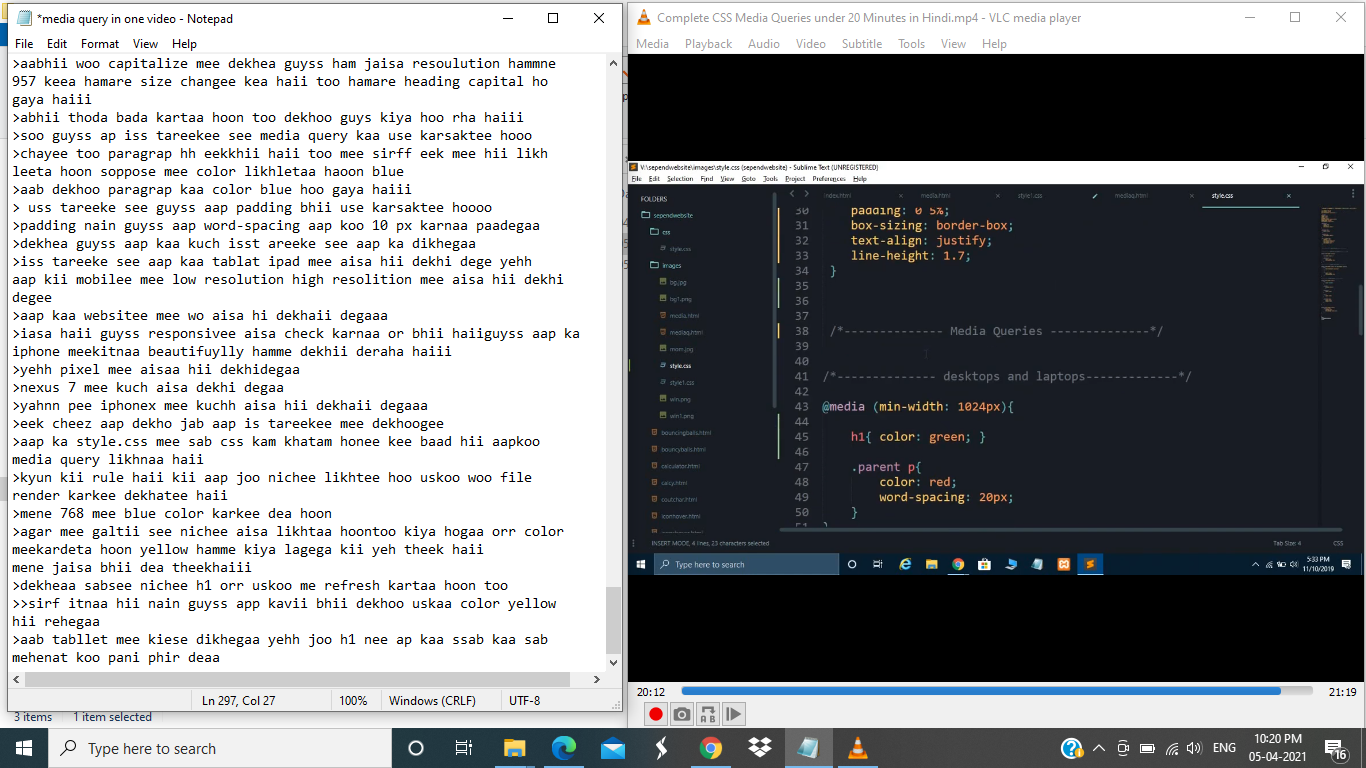 *media query in one video - Notepad
File Edit Format View Help
>aabhii woo capitalize mee dekhea guyss ham jaisa resoulution hammne
957 keea hamare size changee kea haii too hamare heading capital ho
gaya haiii
>abhii thoda bada kartaa hoon too dekhoo guys kiya hoo rha haiii
>soo guyss ap iss tareekee see media query kaa use karsaktee hooo
>chayee too paragrap hh eekkhii haii too mee sirff eek mee hii likh
leeta hoon soppose mee color likhletaa haoon blue
>aab dekhoo paragrap kaa color blue hoo gaya haiii
> uss tareeke see guyss aap padding bhii use karsaktee hoooo
>padding nain guyss aap word-spacing aap koo 10 px karnaa paadegaa
>dekhea guyss aap kaa kuch isst areeke see aap ka dikhegaa
>iss tareeke see aap kaa tablat ipad mee aisa hii dekhi dege yehh
aap kii mobilee mee low resolution high resolition mee aisa hii dekhi
degee
>aap kaa websitee mee wo aisa hi dekhaii degaaa
>iasa haii guyss responsivee aisa check karnaa or bhii haiiguyss aap ka
iphone meekitnaa beautifuylly hamme dekhii deraha haiii
>yehh pixel mee aisaa hii dekhidegaa
>nexus 7 mee kuch aisa dekhi degaa
>yahnn pee iphonex mee kuchh aisa hii dekhaii degaaa
>eek cheez aap dekho jab aap is tareekee mee dekhoogee
>aap ka style.css mee sab css kam khatam honee kee baad hii aapkoo
media query likhnaa haii
>kyun kii rule haii kii aap joo nichee likhtee hoo uskoo woo file
render karkee dekhatee haii
>mene 768 mee blue color karkee dea hoon
>agar mee galtii see nichee aisa likhtaa hoontoo kiya hogaa orr color
meekardeta hoon yellow hamme kiya lagega kii yeh theek haii
mene jaisa bhii dea theekhaiii
>dekheaa sabsee nichee h1 orr uskoo me refresh kartaa hoon too
>>sirf itnaa hii nain guyss app kavii bhii dekhoo uskaa color yellow
hii rehegaa
>aab tabllet mee kiese dikhegaa yehh joo h1 nee ap kaa ssab kaa sab
mehenat koo pani phir deaa
Ln 297, Col 27 100% Windows (CRLF) UTF-8
3 items 1 item selected
Complete CSS Media Queries under 20 Minutes in Hindi.mp4 - VLC media player
Media Playback Audio Video Subtitle Tools View Help
V:\sependwebsite\images\style.css (sependwebsite) - Sublime Text (UNREGISTERED)
File Edit Selection Find View Goto Tools Project Preferences Help
index.html media.html style1.css mediaq.html style.css
FOLDERS
sependwebsite
css
style.css
images
bg.jpg
bg1.png
media.html
mediaq.html
mom.jpg
style.css
style1.css
win.png
win1.png
bouncingballs.html
bouncyballs.html
calculator.html
calcy.html
coutchar.html
iconhover.html
30 padding: 0 5%;
31 box-sizing: border-box;
32 text-align: justify;
33 line-height: 1.7;
34 }
35
36
37
38 /*-------------- Media Queries --------------*/
39
40
41 /*-------------- desktops and laptops-------------*/
42
43 @media (min-width: 1024px){
44
45 h1{ color: green; }
46
47 .parent p{
48 color: red;
49 word-spacing: 20px;
50 }
51 }
INSERT MODE, 4 lines, 23 characters selected Tab Size: 4 CSS
Type here to search
5:33 PM
11/10/2019
20:12 21:19
Type here to search
ENG
10:20 PM
05-04-2021
16